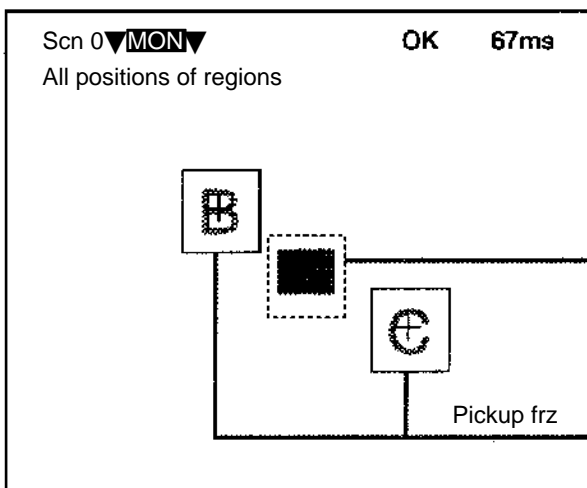 Scn 0▼MON▼ OK 67ms
All positions of regions
B
C
Pickup frz